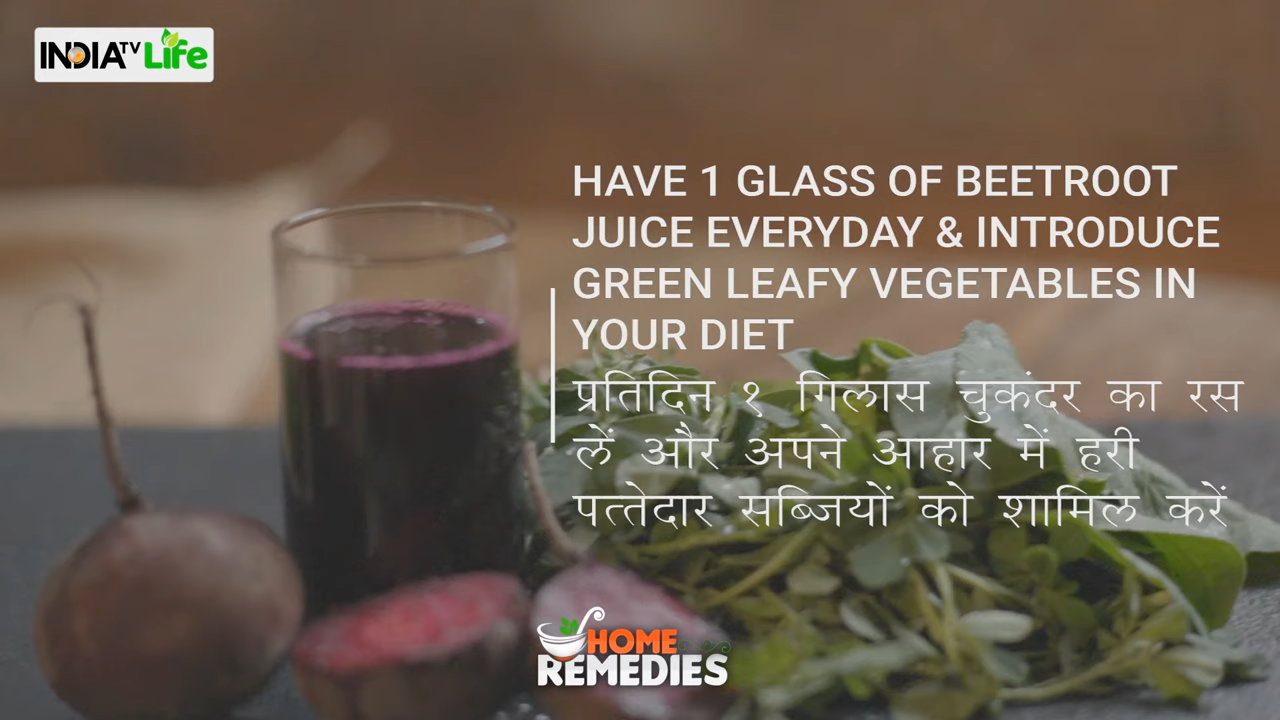 INDIA TV Life
HAVE 1 GLASS OF BEETROOT
JUICE EVERYDAY & INTRODUCE
GREEN LEAFY VEGETABLES IN
YOUR DIET
प्रतिदिन १ गिलास चुकंदर का रस
लें और अपने आहार में हरी
पत्तेदार सब्जियों को शामिल करें
HOME
REMEDIES